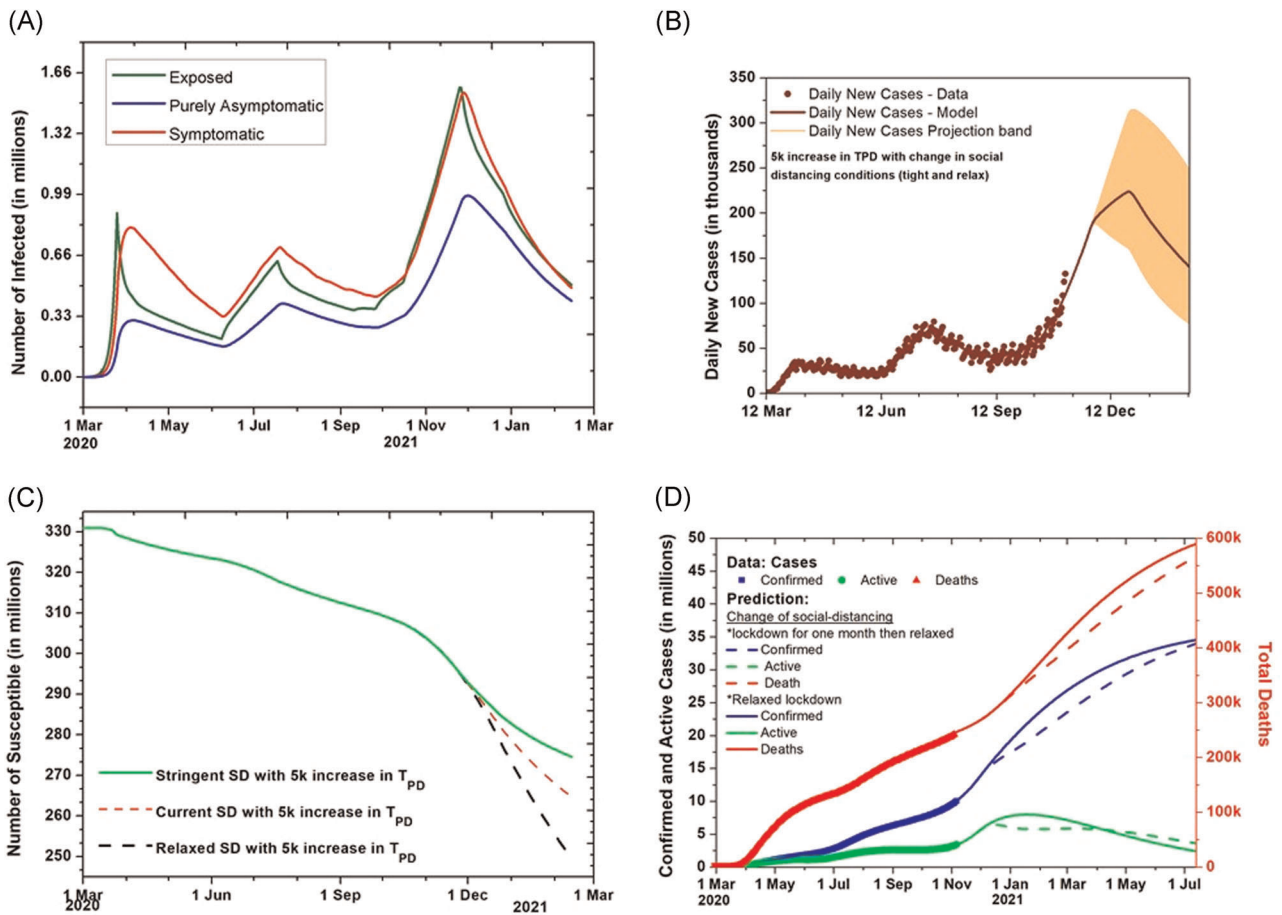 (A)
Number of Infected (in millions)
1.66
1.32
0.99
0.66
0.33
0.00
Exposed
Purely Asymptomatic
Symptomatic
1 Mar 1 May 1 Jul 1 Sep 1 Nov 1 Jan 1 Mar
2020 2021
(B)
Daily New Cases (in thousands)
350
300
250
200
150
100
50
0
Daily New Cases - Data
Daily New Cases - Model
Daily New Cases Projection band
5k increase in TPD with change in social
distancing conditions (tight and relax)
12 Mar 12 Jun 12 Sep 12 Dec
(C)
Number of Susceptible (in millions)
330
320
310
300
290
280
270
260
250
Stringent SD with 5k increase in TPD
Current SD with 5k increase in TPD
Relaxed SD with 5k increase in TPD
1 Mar 1 Jun 1 Sep 1 Dec 1 Mar
2020 2021
(D)
Confirmed and Active Cases (in millions)
50
45
40
35
30
25
20
15
10
5
0
Data: Cases
Confirmed Active Deaths
Prediction:
Change of social-distancing
*lockdown for one month then relaxed
Confirmed
Active
Death
*Relaxed lockdown
Confirmed
Active
Deaths
600k
500k
400k
300k
200k
100k
0
Total Deaths
1 Mar 1 May 1 Jul 1 Sep 1 Nov 1 Jan 1 Mar 1 May 1 Jul
2020 2021